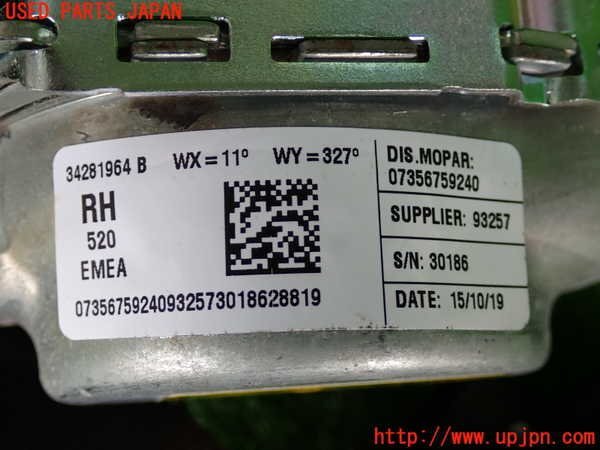 USED PARTS JAPAN
34281964 B WX=11° WY=327°
RH
520
EMEA
07356759240932573018628819
DIS.MOPAR:
07356759240
SUPPLIER: 93257
S/N: 30186
DATE: 15/10/19
http://www.upjpn.com/